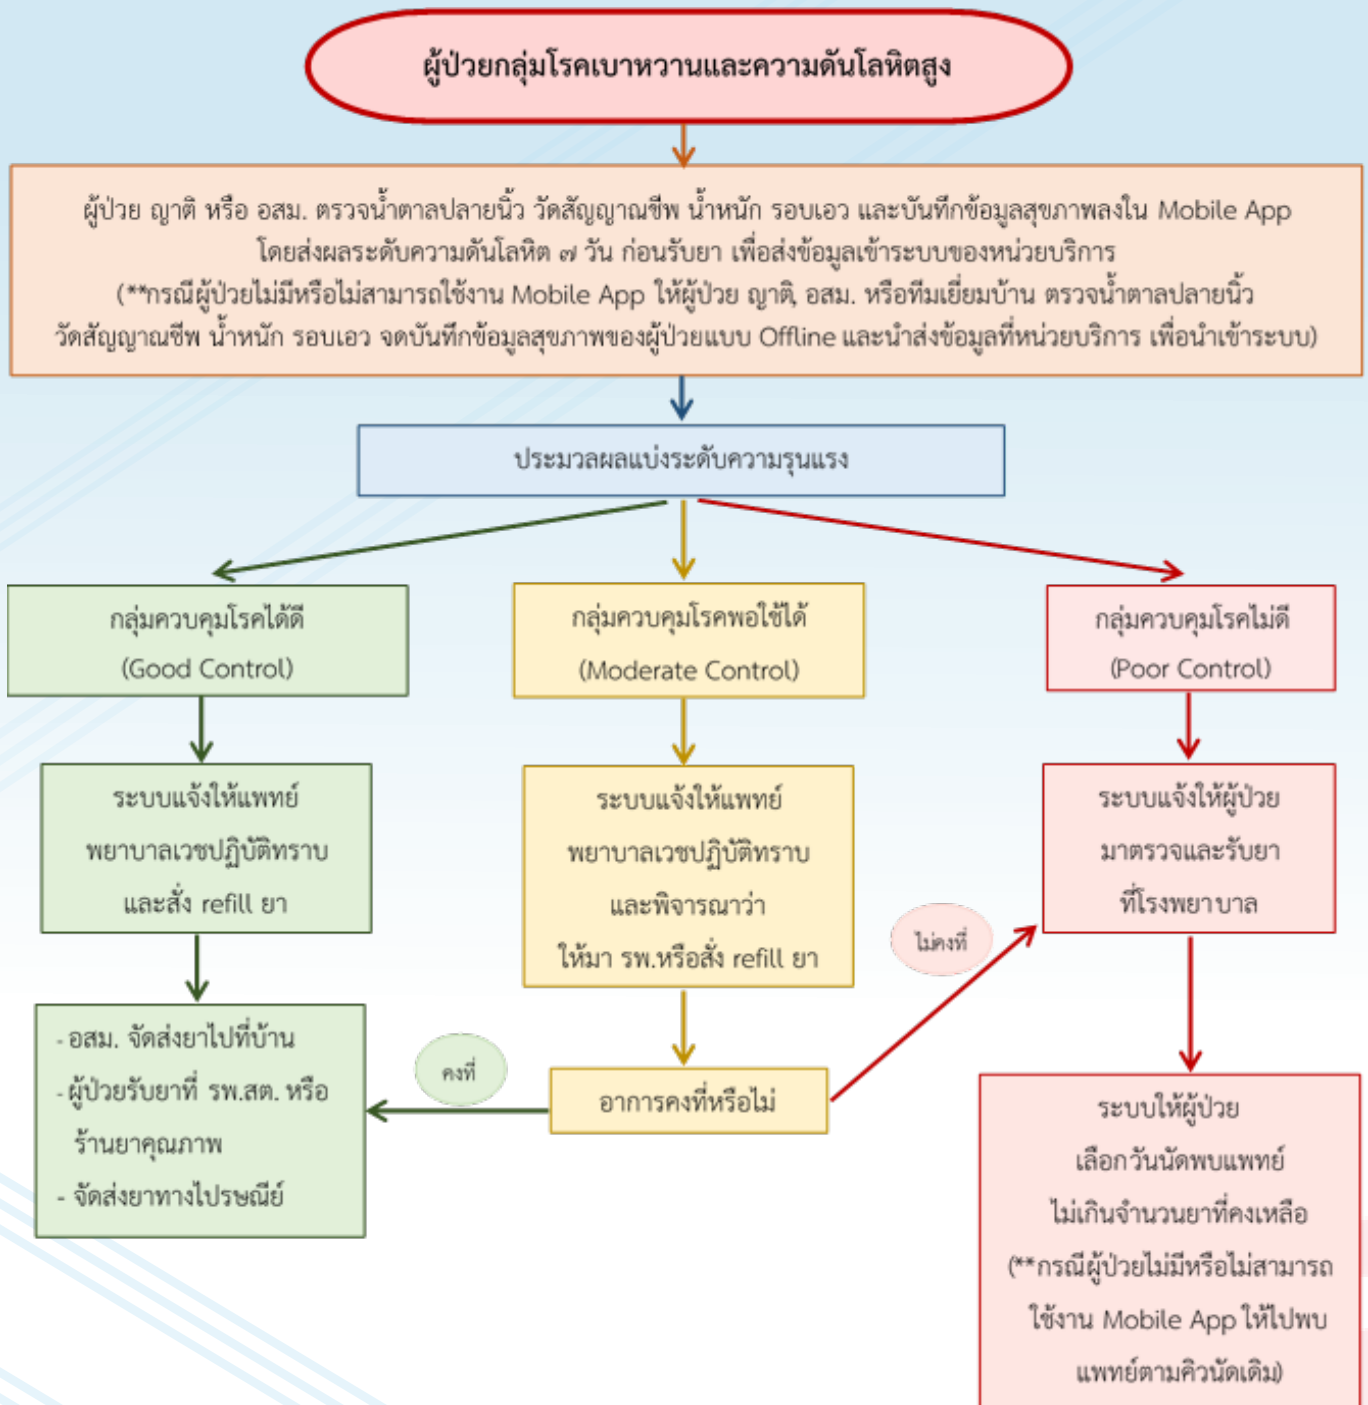 ผู้ป่วยกลุ่มโรคเบาหวานและความดันโลหิตสูง
ผู้ป่วย ญาติ หรือ อสม. ตรวจน้ำตาลปลายนิ้ว วัดสัญญาณชีพ น้ำหนัก รอบเอว และบันทึกข้อมูลสุขภาพลงใน Mobile App
โดยส่งผลระดับความดันโลหิต ๗ วัน ก่อนรับยา เพื่อส่งข้อมูลเข้าระบบของหน่วยบริการ
(**กรณีผู้ป่วยไม่มีหรือไม่สามารถใช้งาน Mobile App ให้ผู้ป่วย ญาติ, อสม. หรือทีมเยี่ยมบ้าน ตรวจน้ำตาลปลายนิ้ว
วัดสัญญาณชีพ น้ำหนัก รอบเอว จดบันทึกข้อมูลสุขภาพของผู้ป่วยแบบ Offline และนำส่งข้อมูลที่หน่วยบริการ เพื่อนำเข้าระบบ)
ประมวลผลแบ่งระดับความรุนแรง
กลุ่มควบคุมโรคได้ดี
(Good Control)
กลุ่มควบคุมโรคพอใช้ได้
(Moderate Control)
กลุ่มควบคุมโรคไม่ดี
(Poor Control)
ระบบแจ้งให้แพทย์
พยาบาลเวชปฏิบัติทราบ
และสั่ง refill ยา
ระบบแจ้งให้แพทย์
พยาบาลเวชปฏิบัติทราบ
และพิจารณาว่า
ให้มา รพ.หรือสั่ง refill ยา
ระบบแจ้งให้ผู้ป่วย
มาตรวจและรับยา
ที่โรงพยาบาล
ไม่คงที่
- อสม. จัดส่งยาไปที่บ้าน
- ผู้ป่วยรับยาที่ รพ.สต. หรือ
ร้านยาคุณภาพ
- จัดส่งยาทางไปรษณีย์
คงที่
อาการคงที่หรือไม่
ระบบให้ผู้ป่วย
เลือกวันนัดพบแพทย์
ไม่เกินจำนวนยาที่คงเหลือ
(**กรณีผู้ป่วยไม่มีหรือไม่สามารถ
ใช้งาน Mobile App ให้ไปพบ
แพทย์ตามคิวนัดเดิม)